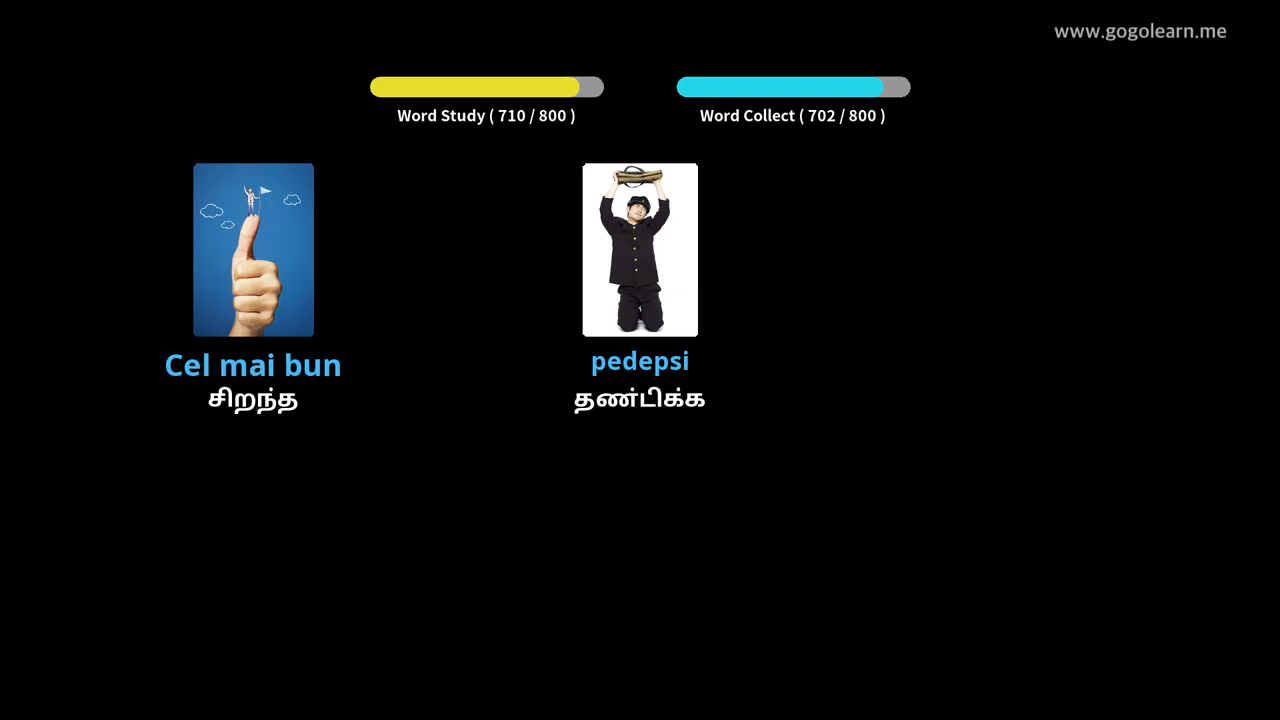 www.gogolearn.me
Word Study ( 710 / 800 )
Word Collect ( 702 / 800 )
Cel mai bun
சிறந்த
pedepsi
தண்டிக்க